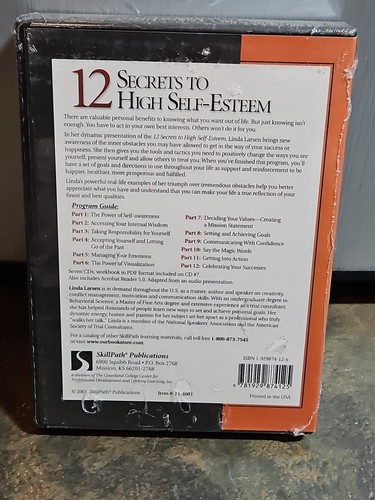 12 SECRETS TO
HIGH SELF-ESTEEM
There are valuable personal benefits to knowing what you want out of life. But just knowing isn't
enough. You have to act in your own best interests. Others won't do it for you.
In her dynamic presentation of the 12 Secrets to High Self-Esteem, Linda Larsen brings new
awareness of the inner obstacles you may have allowed to get in the way of your success or
happiness. She then gives you the tools and tactics you need to positively change the ways you see
yourself, present yourself and allow others to treat you. When you've finished this program, you'll
have a set of goals and directions to use throughout your life as support and reinforcement to be
happier, healthier, more prosperous and fulfilled.
Linda's powerful real-life examples of her triumph over tremendous obstacles help you better
appreciate what you have and understand that you can make your life a true reflection of your
finest and best qualities.
Program Guide:
Part 1: The Power of Self-awareness
Part 2: Accessing Your Internal Wisdom
Part 3: Taking Responsibility for Yourself
Part 4: Accepting Yourself and Letting
Go of the Past
Part 5: Managing Your Emotions
Part 6: The Power of Visualization
Part 7: Deciding Your Values—Creating
a Mission Statement
Part 8: Setting and Achieving Goals
Part 9: Communicating With Confidence
Part 10: Say the Magic Words
Part 11: Getting Into Action
Part 12: Celebrating Your Successes
Seven CDs; workbook in PDF format included on CD #7.
Also includes Acrobat Reader 5.0. Adapted from an audio presentation.
Linda Larsen is in demand throughout the U.S. as a trainer, author and speaker on creativity,
conflict management, motivation and communication skills. With an undergraduate degree in
Behavioral Science, a Master of Fine Arts degree and extensive experience as a trial consultant,
she has helped thousands of people learn new ways to set and achieve personal goals. Her
dynamic energy, humor and passion for her subject set her apart as a professional who truly
"walks her talk." Linda is a member of the National Speakers' Association and the American
Society of Trial Consultants.
For a catalog of other SkillPath learning materials, call toll free 1-800-873-7545
or visit www.ourbookstore.com.
SkillPath® Publications
6900 Squibb Road • P.O. Box 2768
Mission, KS 66201-2768
a division of The Graceland College Center for
Professional Development and Lifelong Learning, Inc.
© 2001 SkillPath® Publications
Item #: 11-6001
ISBN 1-929874-12-6
9 781929 874125
Printed in the USA